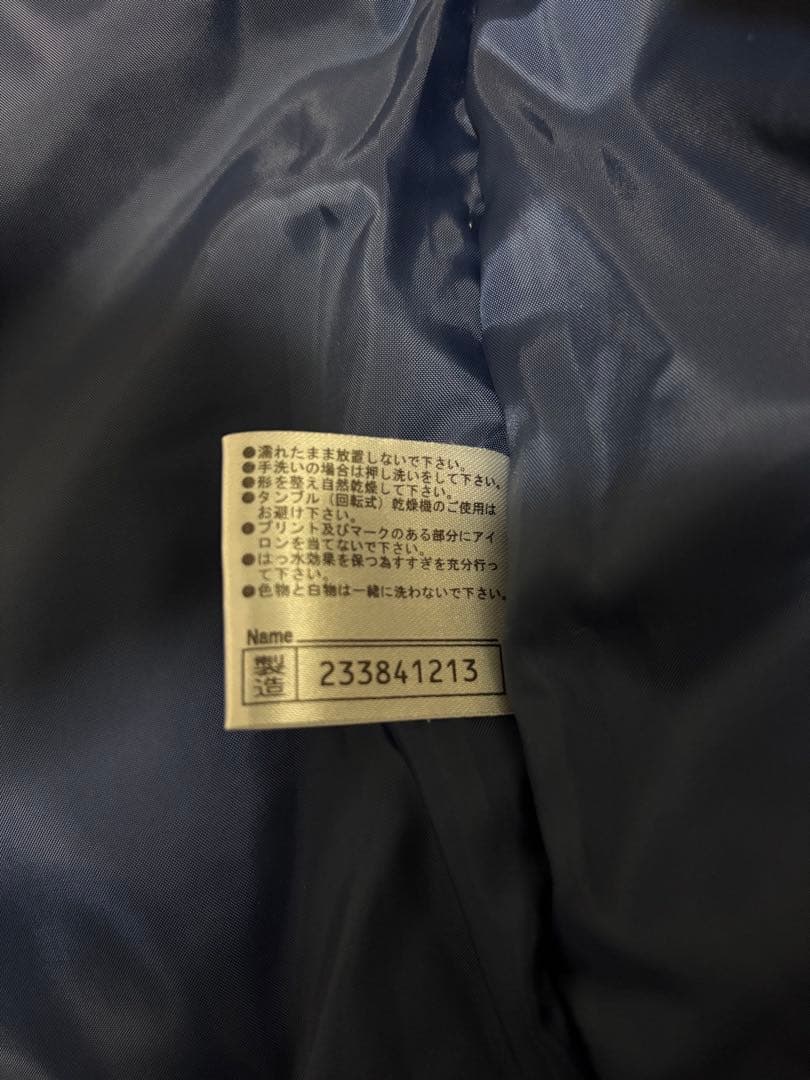 ●濡れたまま放置しないで下さい。
●手洗いの場合は押し洗いをして下さい。
●形を整え自然乾燥して下さい。
●タンブル（回転式）乾燥機のご使用は
お避け下さい。
●プリント及びマークのある部分にアイ
ロンを当てないで下さい。
●はっ水効果を保つ為すすぎを充分行っ
て下さい。
●色物と白物は一緒に洗わないで下さい。
Name
製造 233841213